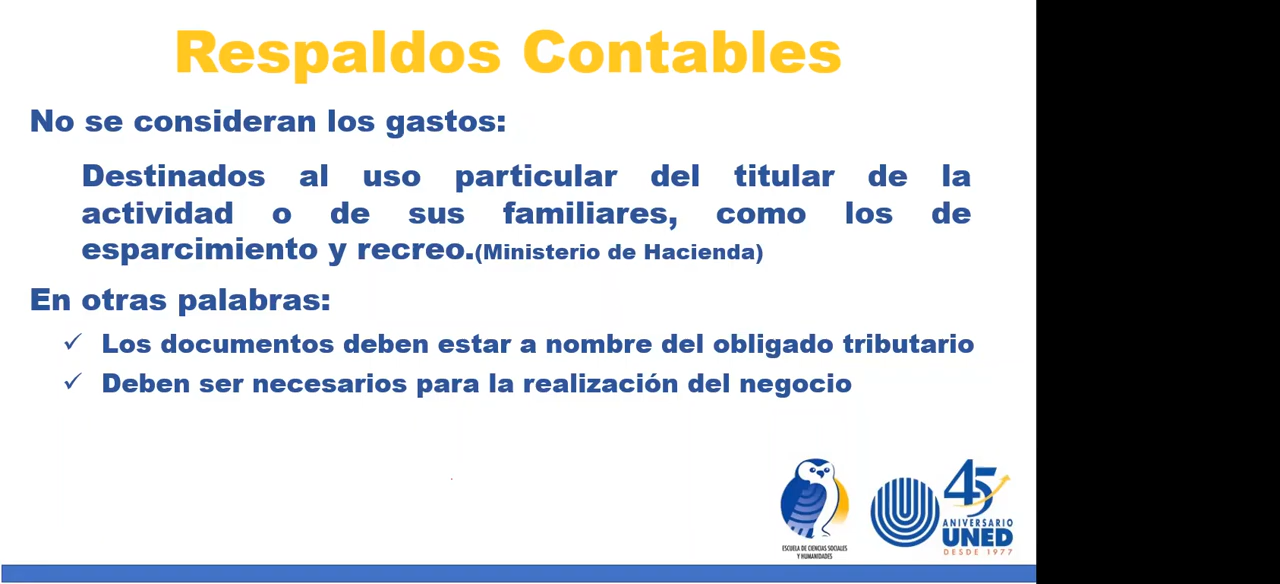 Respaldos Contables
No se consideran los gastos:
Destinados al uso particular del titular de la
actividad o de sus familiares, como los de
esparcimiento y recreo.(Ministerio de Hacienda)
En otras palabras:
✓ Los documentos deben estar a nombre del obligado tributario
✓ Deben ser necesarios para la realización del negocio
ESCUELA DE CIENCIAS SOCIALES
Y HUMANIDADES
45
ANIVERSARIO
UNED
DESDE 1977